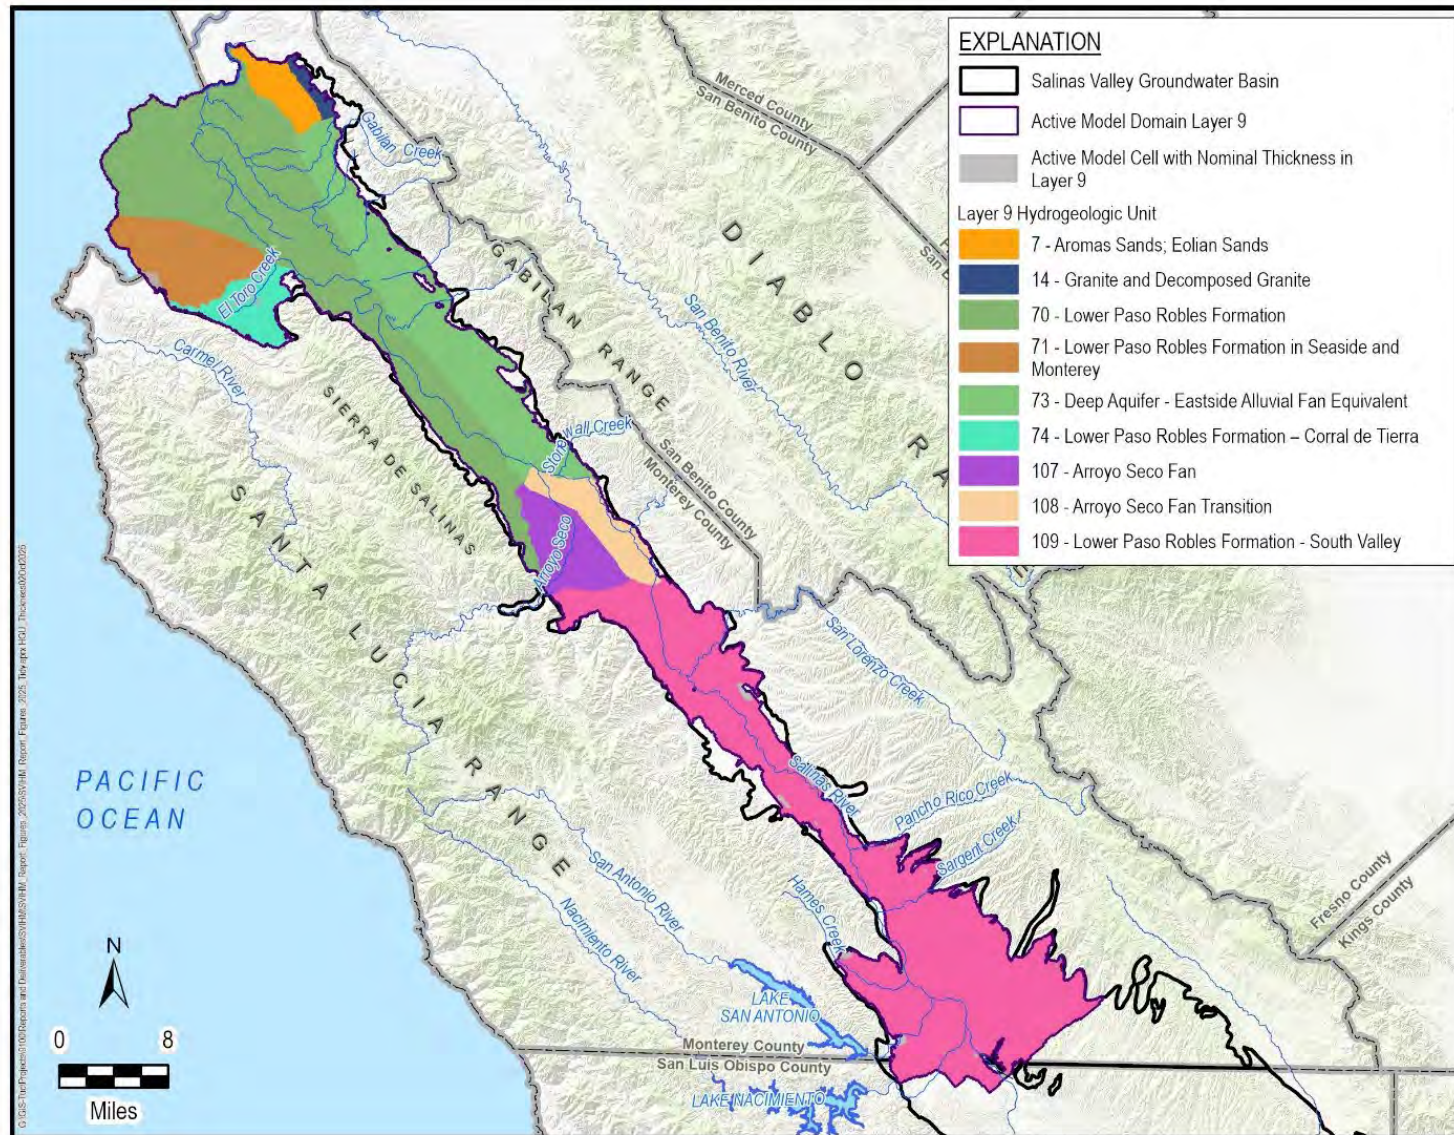 EXPLANATION
Salinas Valley Groundwater Basin
Active Model Domain Layer 9
Active Model Cell with Nominal Thickness in
Layer 9
Layer 9 Hydrogeologic Unit
7 - Aromas Sands; Eolian Sands
14 - Granite and Decomposed Granite
70 - Lower Paso Robles Formation
71 - Lower Paso Robles Formation in Seaside and
Monterey
73 - Deep Aquifer - Eastside Alluvial Fan Equivalent
74 - Lower Paso Robles Formation – Corral de Tierra
107 - Arroyo Seco Fan
108 - Arroyo Seco Fan Transition
109 - Lower Paso Robles Formation - South Valley
Merced County
San Benito County
Gabilan Creek
DIABLO RA
GABILAN RANGE
San Benito River
El Toro Creek
Carmel River
SIERRA DE SALINAS
Stone Wall Creek
San Benito County
Monterey County
SANTA LUCIA RANGE
Arroyo Seco
San Lorenzo Creek
PACIFIC
OCEAN
Salinas River
Pancho Rico Creek
Sargent Creek
San Antonio River
Nacimiento River
Hames Creek
Fresno County
Kings County
LAKE
SAN ANTONIO
Monterey County
San Luis Obispo County
LAKE NACIMIENTO
N
0 8
Miles